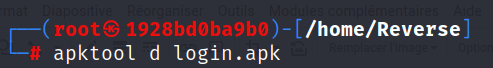 ┌──(root㉿1928bd0ba9b0)-[/home/Reverse]
└─# apktool d login.apk